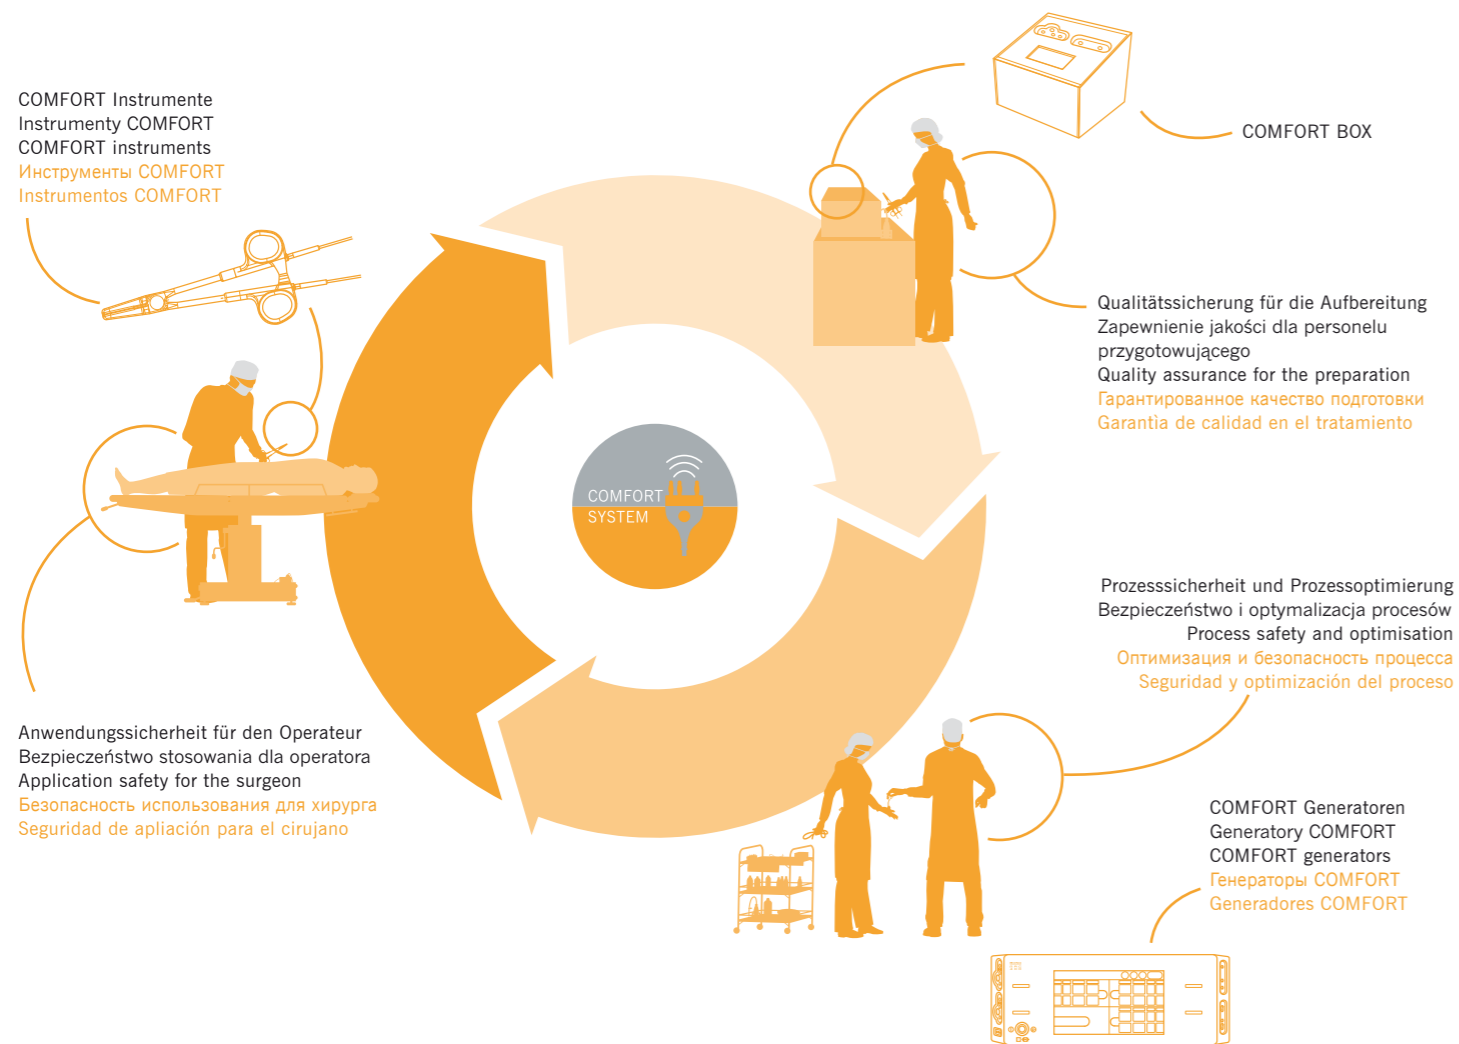 COMFORT Instrumente
Instrumenty COMFORT
COMFORT instruments
Инструменты COMFORT
Instrumentos COMFORT
COMFORT BOX
Qualitätssicherung für die Aufbereitung
Zapewnienie jakości dla personelu
przygotowującego
Quality assurance for the preparation
Гарантированное качество подготовки
Garantìa de calidad en el tratamiento
COMFORT
SYSTEM
Prozesssicherheit und Prozessoptimierung
Bezpieczeństwo i optymalizacja procesów
Process safety and optimisation
Оптимизация и безопасность процесса
Seguridad y optimización del proceso
Anwendungssicherheit für den Operateur
Bezpieczeństwo stosowania dla operatora
Application safety for the surgeon
Безопасность использования для хирурга
Seguridad de apliación para el cirujano
COMFORT Generatoren
Generatory COMFORT
COMFORT generators
Генераторы COMFORT
Generadores COMFORT